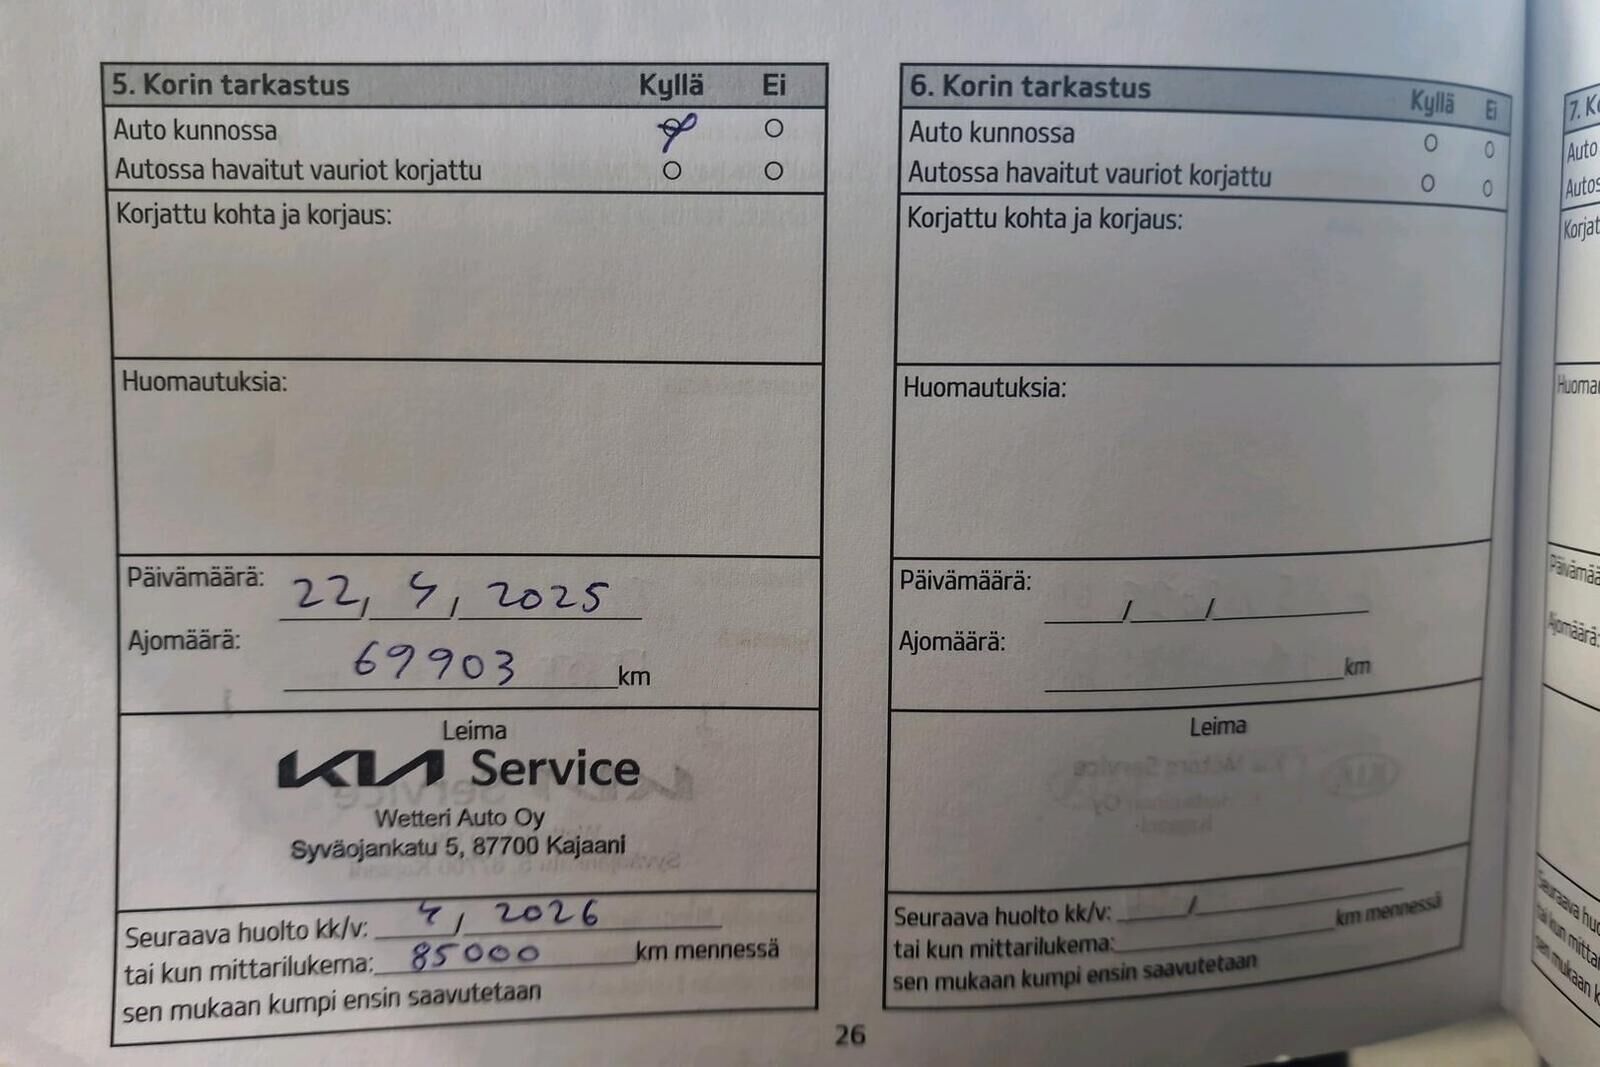 5. Korin tarkastus Kyllä Ei
Auto kunnossa
Autossa havaitut vauriot korjattu
Korjattu kohta ja korjaus:
Huomautuksia:
Päivämäärä: 22, 4, 2025
Ajomäärä: 69903 km
Leima
KIA Service
Wetteri Auto Oy
Syväojankatu 5, 87700 Kajaani
Seuraava huolto kk/v: 4, 2026
tai kun mittarilukema: 85000 km mennessä
sen mukaan kumpi ensin saavutetaan
6. Korin tarkastus Kyllä Ei
Auto kunnossa
Autossa havaitut vauriot korjattu
Korjattu kohta ja korjaus:
Huomautuksia:
Päivämäärä: / /
Ajomäärä: km
Leima
Seuraava huolto kk/v: /
tai kun mittarilukema: km mennessä
sen mukaan kumpi ensin saavutetaan
26
7.
Auto